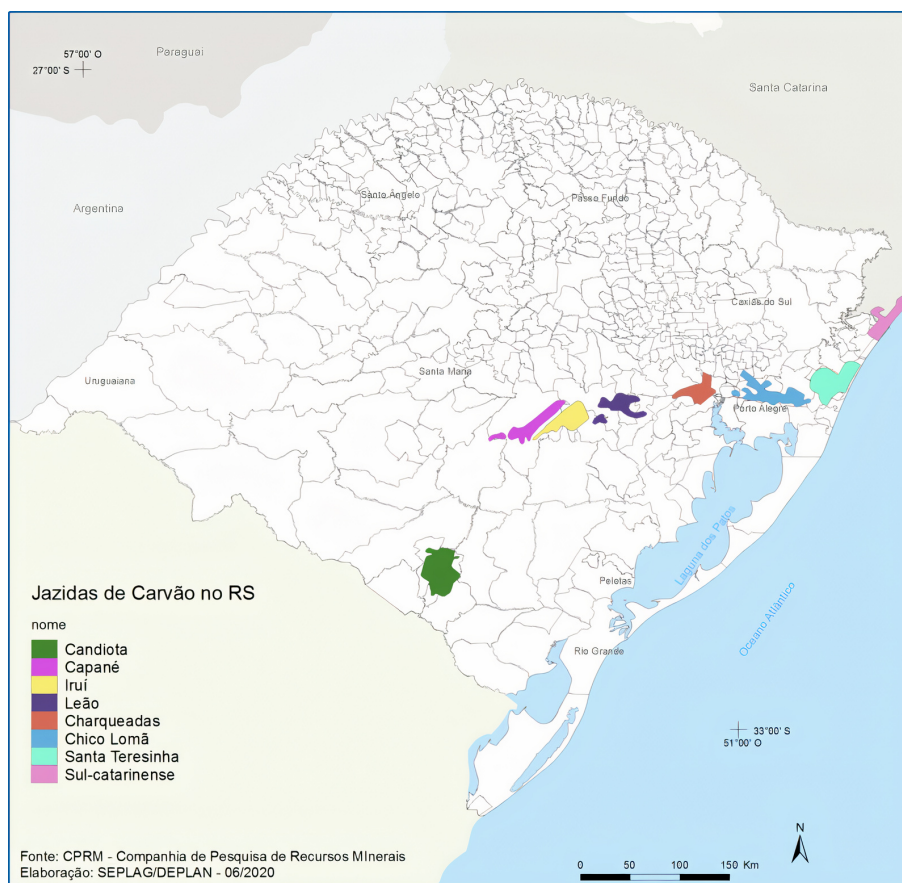 Paraguai
57°00' O
27°00' S
Santa Catarina
Argentina
Santo Ângelo
Passo Fundo
Caxias do Sul
Santa Maria
Uruguaiana
Porto Alegre
Laguna dos Patos
Pelotas
Oceano Atlântico
Rio Grande
Jazidas de Carvão no RS
nome
Candiota
Capané
Iruí
Leão
Charqueadas
Chico Lomã
Santa Teresinha
Sul-catarinense
33°00' S
51°00' O
N
Fonte: CPRM - Companhia de Pesquisa de Recursos MInerais
Elaboração: SEPLAG/DEPLAN - 06/2020
0 50 100 150 Km